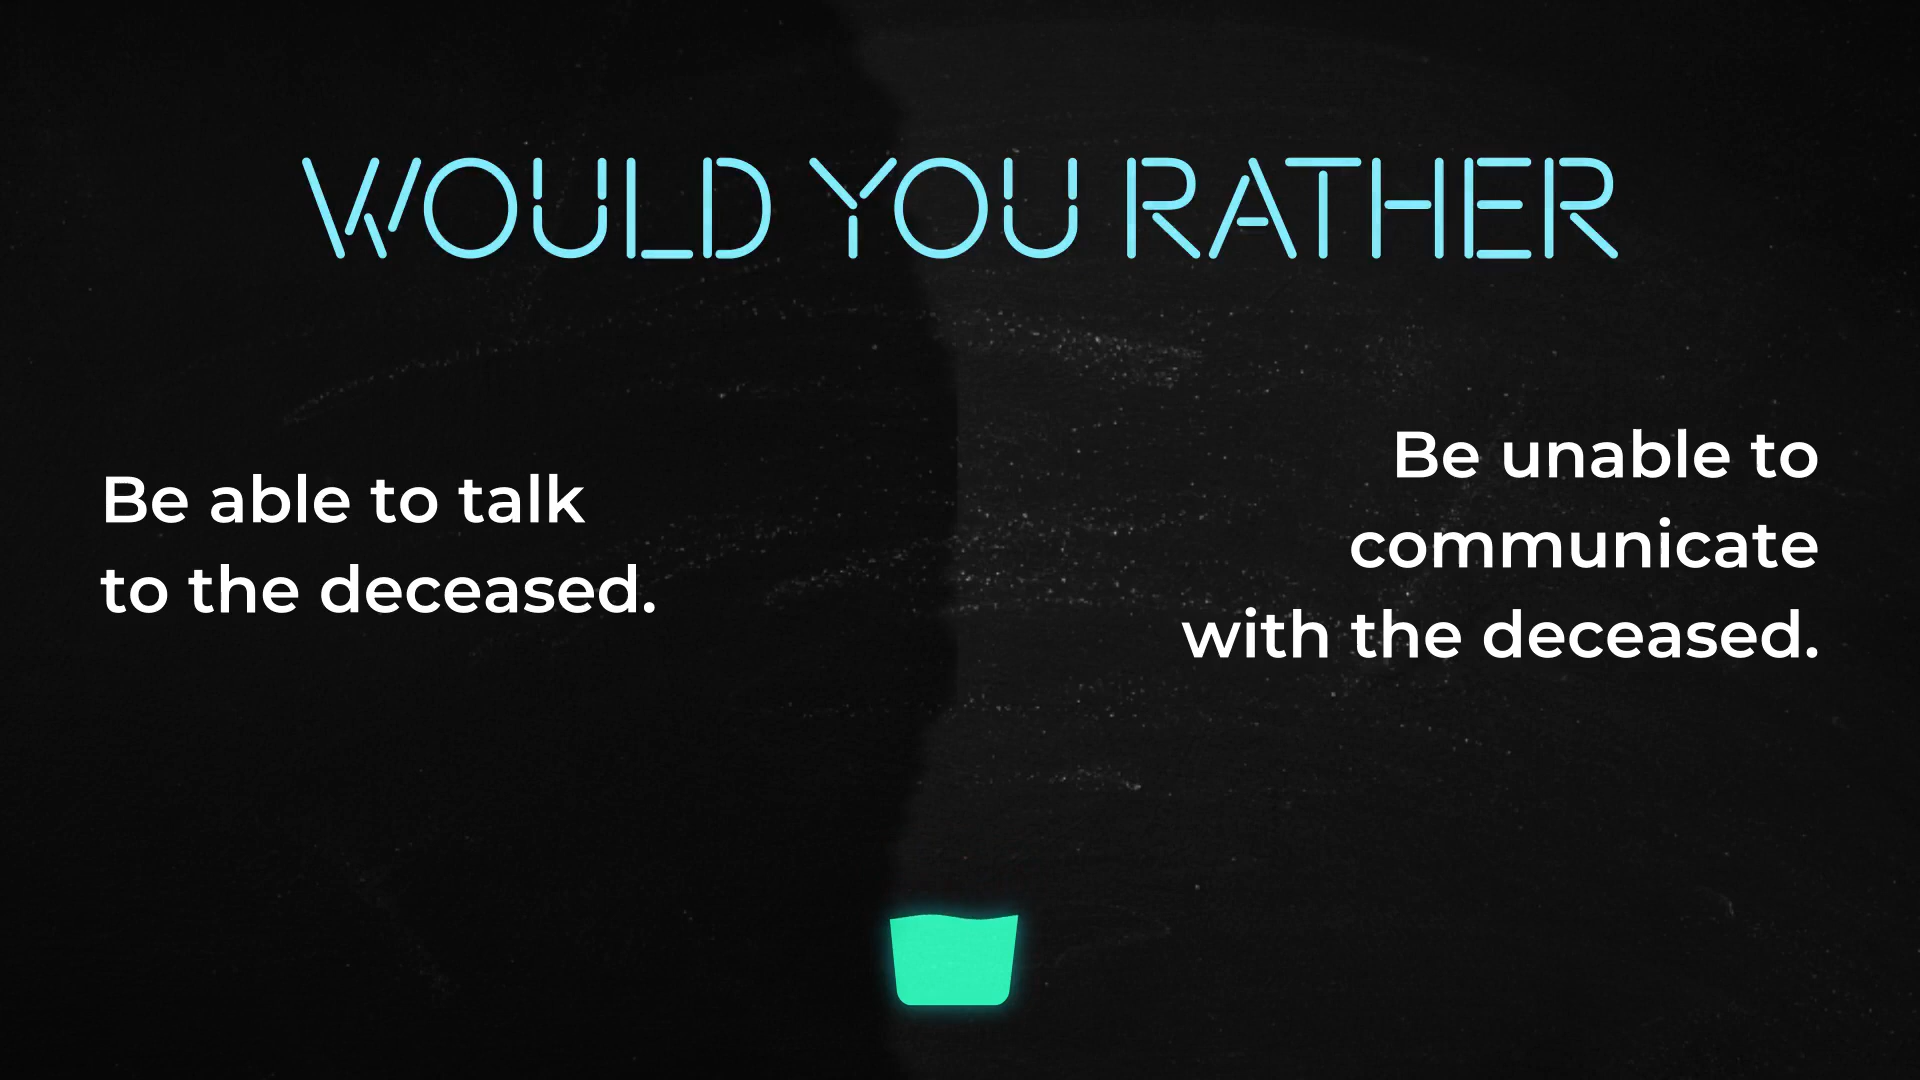 WOULD YOU RATHER
Be able to talk
to the deceased.
Be unable to
communicate
with the deceased.